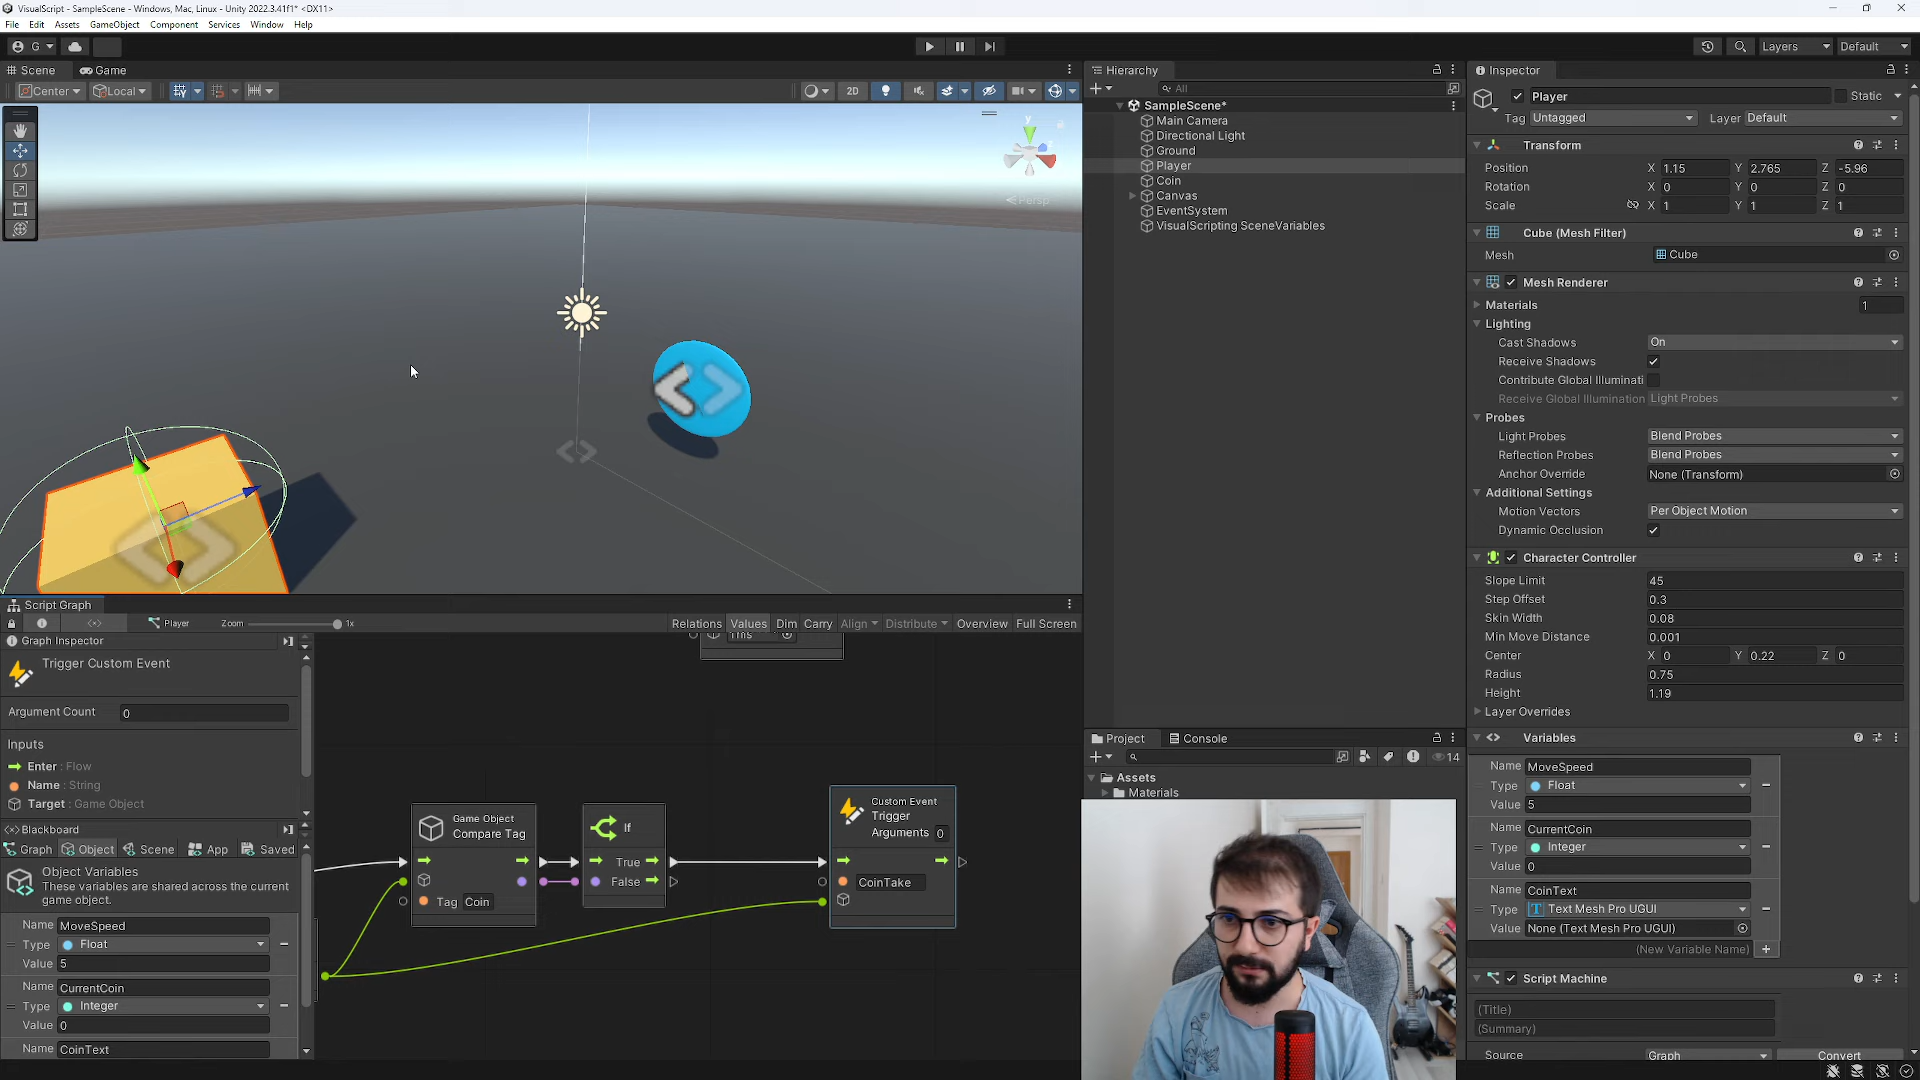 VisualScript - SampleScene - Windows, Mac, Linux - Unity 2022.3.41f1* <DX11>
File Edit Assets GameObject Component Services Window Help
G Layers Default
Scene Game
Center Local 2D
y
Persp
Hierarchy
All
SampleScene*
Main Camera
Directional Light
Ground
Player
Coin
Canvas
EventSystem
VisualScripting SceneVariables
Inspector
Player Static
Tag Untagged Layer Default
Transform
Position X 1.15 Y 2.765 Z -5.96
Rotation X 0 Y 0 Z 0
Scale X 1 Y 1 Z 1
Cube (Mesh Filter)
Mesh Cube
Mesh Renderer
Materials 1
Lighting
Cast Shadows On
Receive Shadows
Contribute Global Illuminati
Receive Global Illumination Light Probes
Probes
Light Probes Blend Probes
Reflection Probes Blend Probes
Anchor Override None (Transform)
Additional Settings
Motion Vectors Per Object Motion
Dynamic Occlusion
Character Controller
Slope Limit 45
Step Offset 0.3
Skin Width 0.08
Min Move Distance 0.001
Center X 0 Y 0.22 Z 0
Radius 0.75
Height 1.19
Layer Overrides
Variables
Name MoveSpeed
Type Float
Value 5
Name CurrentCoin
Type Integer
Value 0
Name CoinText
Type Text Mesh Pro UGUI
Value None (Text Mesh Pro UGUI)
(New Variable Name)
Script Machine
(Title)
(Summary)
Source Graph Convert
Script Graph
Player Zoom 1x Relations Values Dim Carry Align Distribute Overview Full Screen
Graph Inspector
Trigger Custom Event
Argument Count 0
Inputs
Enter : Flow
Name : String
Target : Game Object
Blackboard
Graph Object Scene App Saved
Object Variables
These variables are shared across the current
game object.
Name MoveSpeed
Type Float
Value 5
Name CurrentCoin
Type Integer
Value 0
Name CoinText
This
Game Object
Compare Tag
Tag Coin
If
True
False
Custom Event
Trigger
Arguments 0
CoinTake
Project Console
14
Assets
Materials